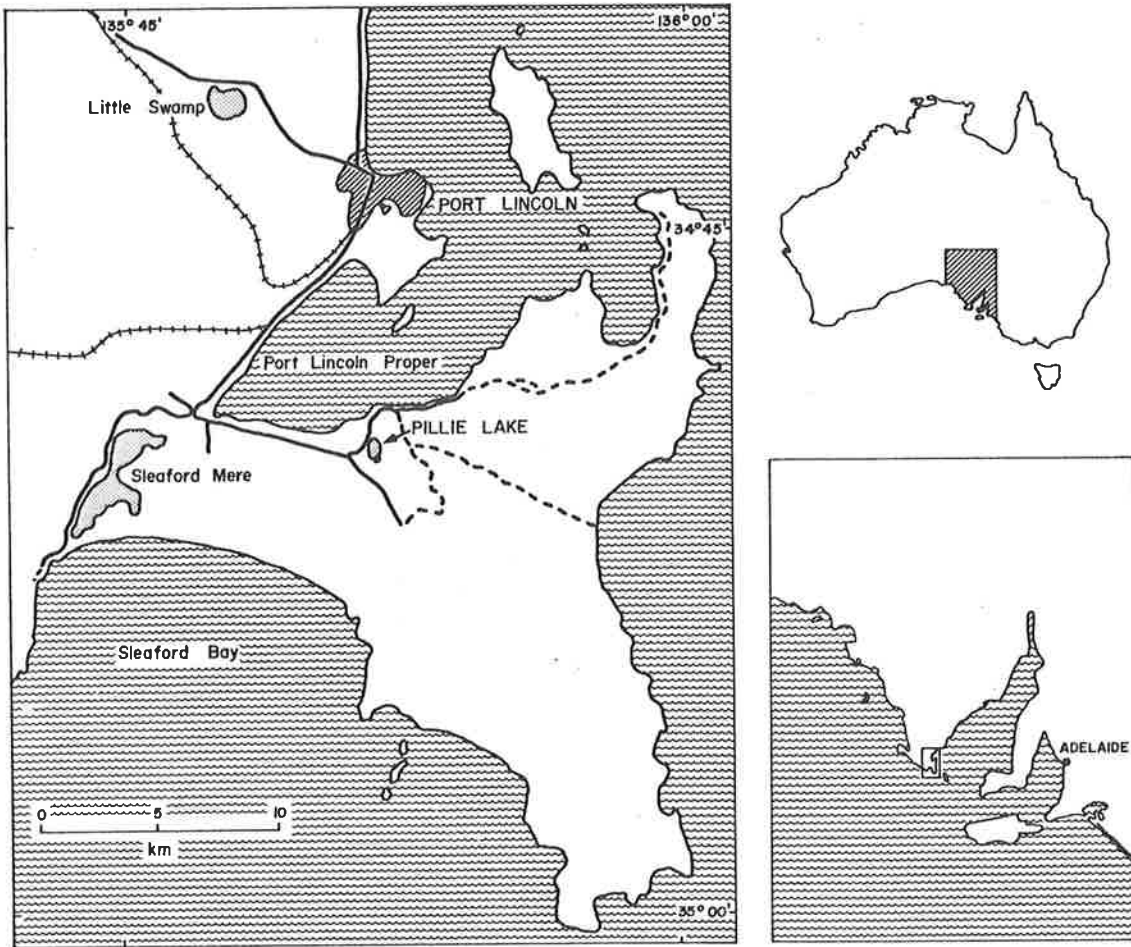 135° 45'
136° 00'
Little Swamp
PORT LINCOLN
34° 45'
Port Lincoln Proper
PILLIE LAKE
Sleaford Mere
Sleaford Bay
0 5 10
km
35° 00'
ADELAIDE